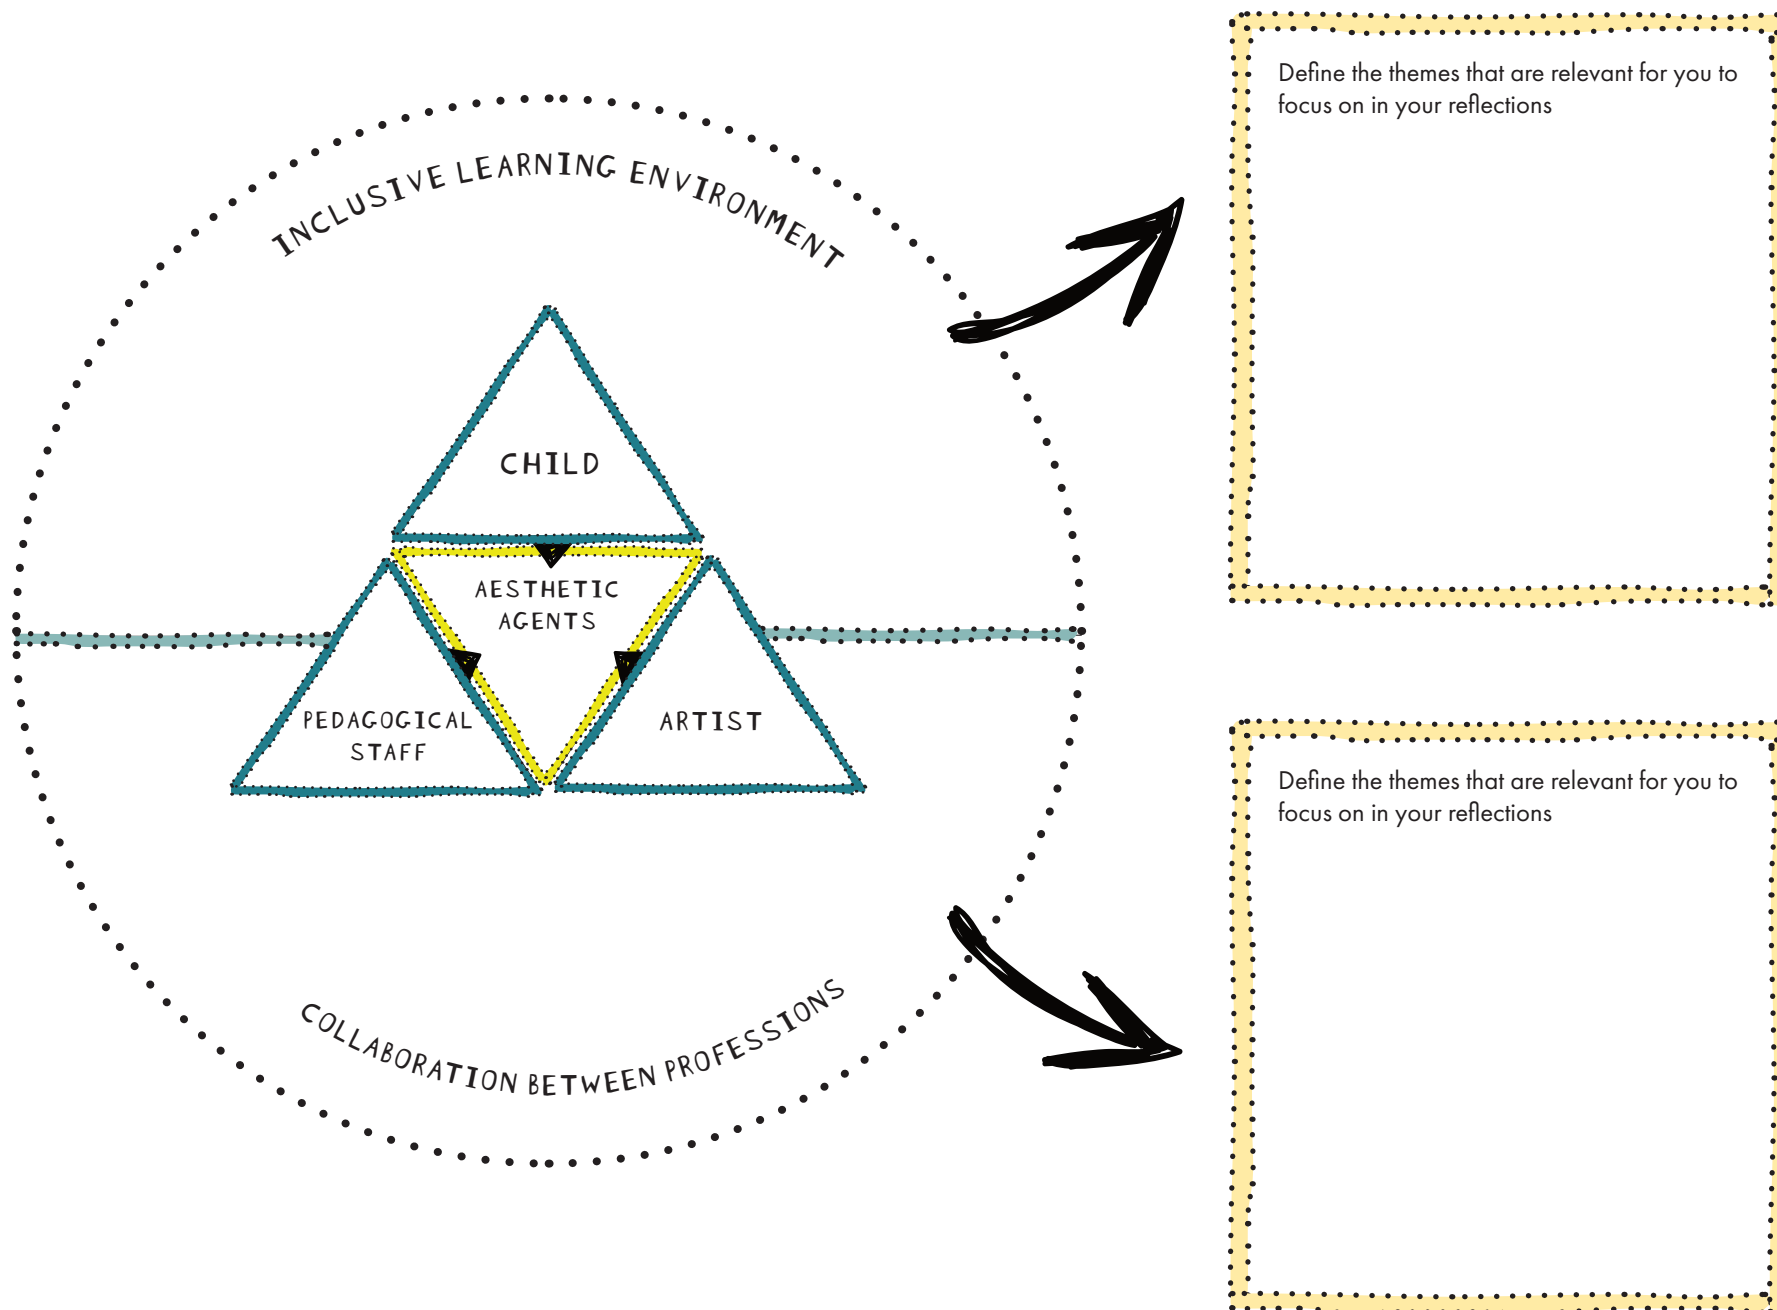 INCLUSIVE LEARNING ENVIRONMENT
CHILD
AESTHETIC
AGENTS
PEDAGOGICAL
STAFF
ARTIST
COLLABORATION BETWEEN PROFESSIONS
Define the themes that are relevant for you to
focus on in your reflections
Define the themes that are relevant for you to
focus on in your reflections